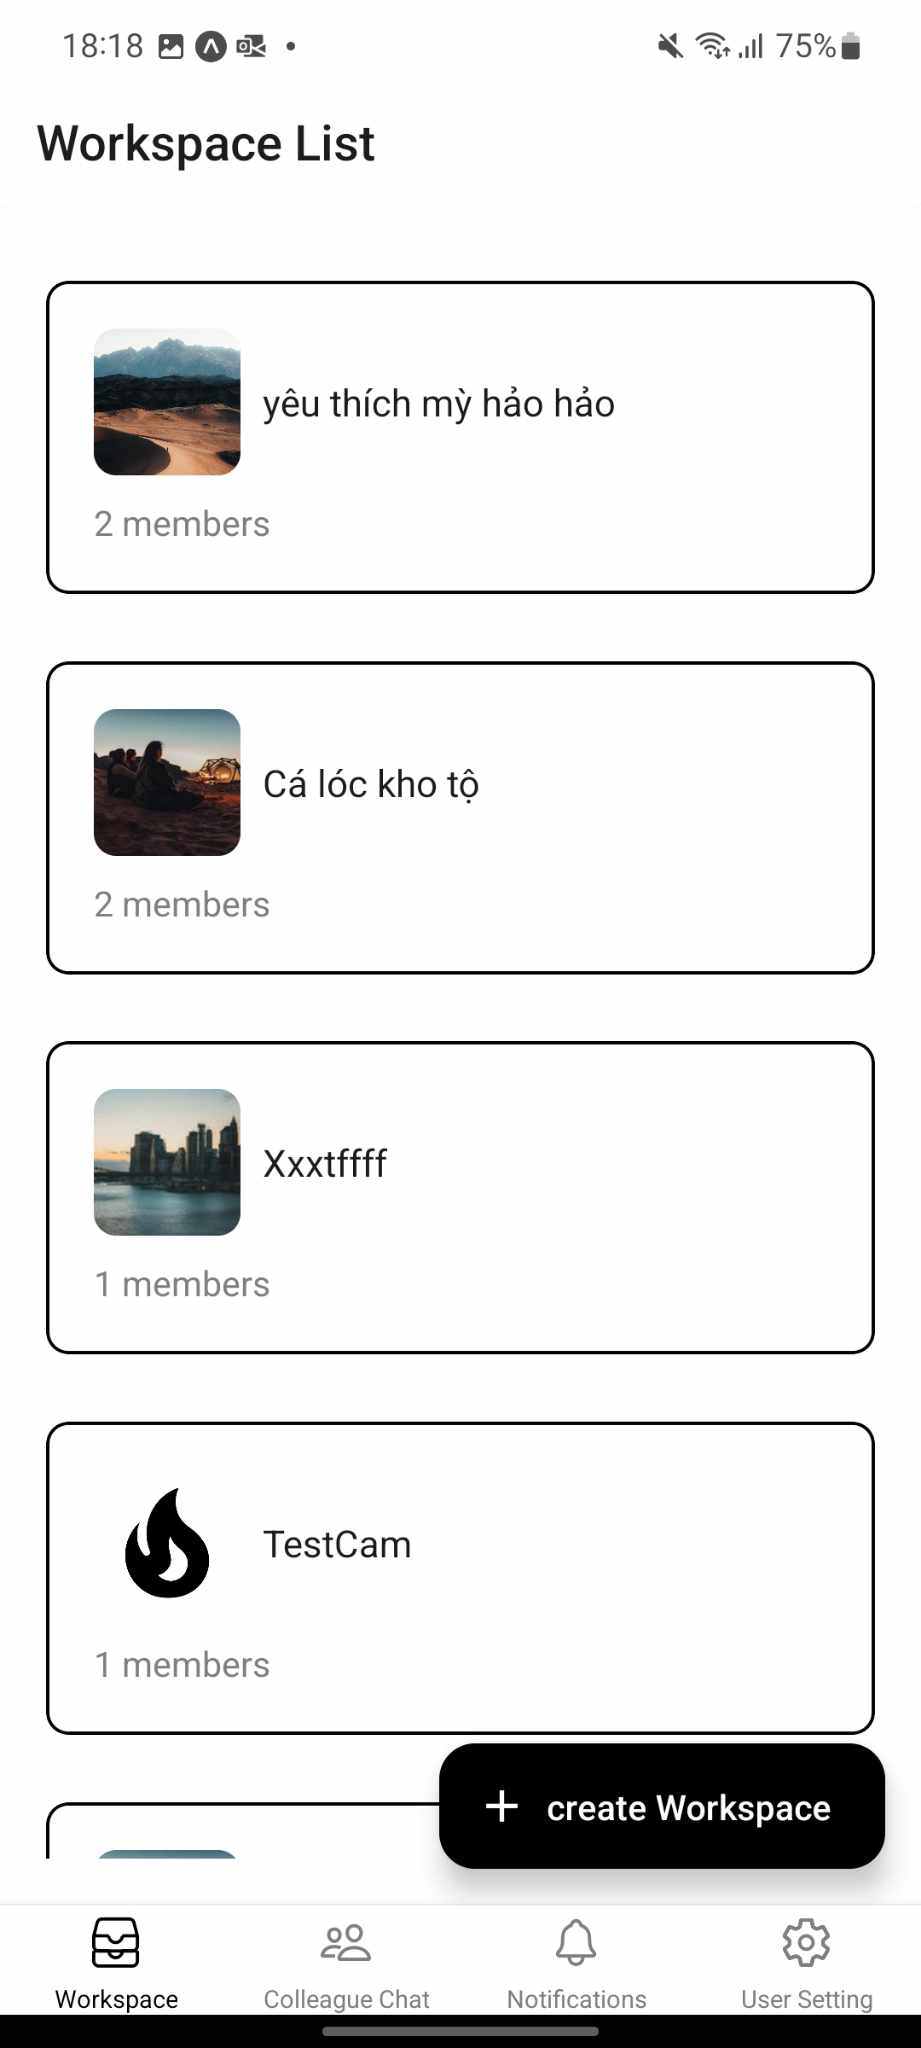 18:18 75%
Workspace List
yêu thích mỳ hảo hảo
2 members
Cá lóc kho tộ
2 members
Xxxtffff
1 members
TestCam
1 members
create Workspace
Workspace Colleague Chat Notifications User Setting